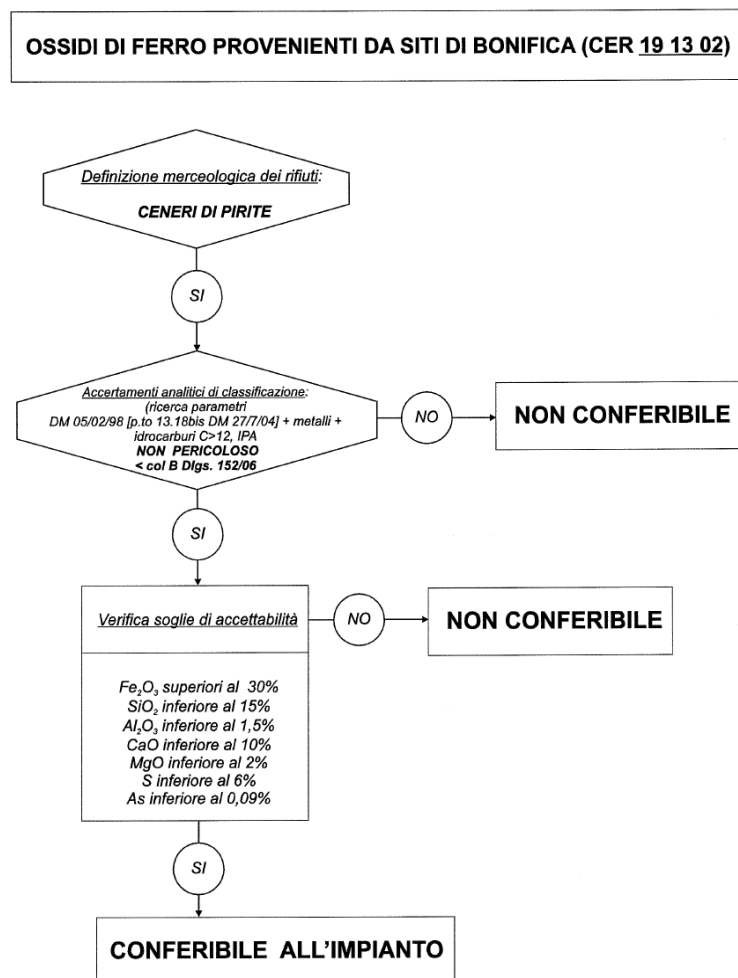 OSSIDI DI FERRO PROVENIENTI DA SITI DI BONIFICA (CER 19 13 02)
Definizione merceologica dei rifiuti:
CENERI DI PIRITE
SI
Accertamenti analitici di classificazione:
(ricerca parametri
DM 05/02/98 [p.to 13.18bis DM 27/7/04] + metalli +
idrocarburi C>12, IPA
NON PERICOLOSO
< col B Dlgs. 152/06
NO
NON CONFERIBILE
SI
Verifica soglie di accettabilità
NO
NON CONFERIBILE
Fe₂O₃ superiori al 30%
SiO₂ inferiore al 15%
Al₂O₃ inferiore al 1,5%
CaO inferiore al 10%
MgO inferiore al 2%
S inferiore al 6%
As inferiore al 0,09%
SI
CONFERIBILE ALL'IMPIANTO